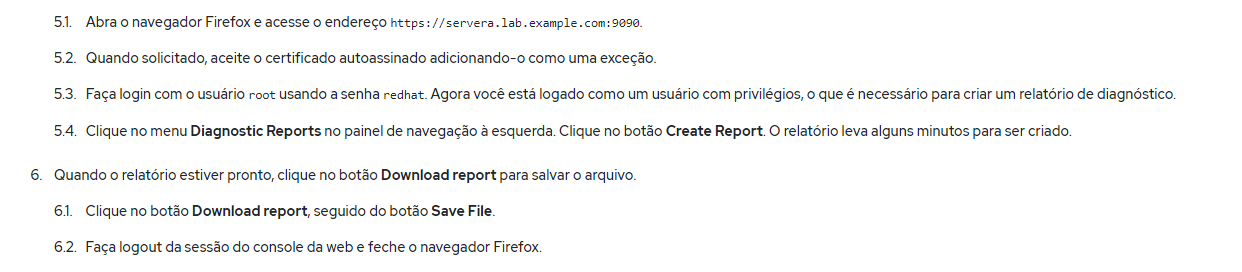 5.1. Abra o navegador Firefox e acesse o endereço https://servera.lab.example.com:9090.
5.2. Quando solicitado, aceite o certificado autoassinado adicionando-o como uma exceção.
5.3. Faça login com o usuário root usando a senha redhat. Agora você está logado como um usuário com privilégios, o que é necessário para criar um relatório de diagnóstico.
5.4. Clique no menu Diagnostic Reports no painel de navegação à esquerda. Clique no botão Create Report. O relatório leva alguns minutos para ser criado.
6. Quando o relatório estiver pronto, clique no botão Download report para salvar o arquivo.
6.1. Clique no botão Download report, seguido do botão Save File.
6.2. Faça logout da sessão do console da web e feche o navegador Firefox.